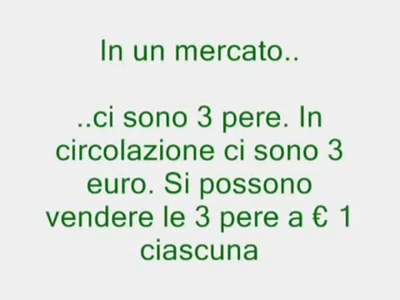 In un mercato..
..ci sono 3 pere. In
circolazione ci sono 3
euro. Si possono
vendere le 3 pere a € 1
ciascuna